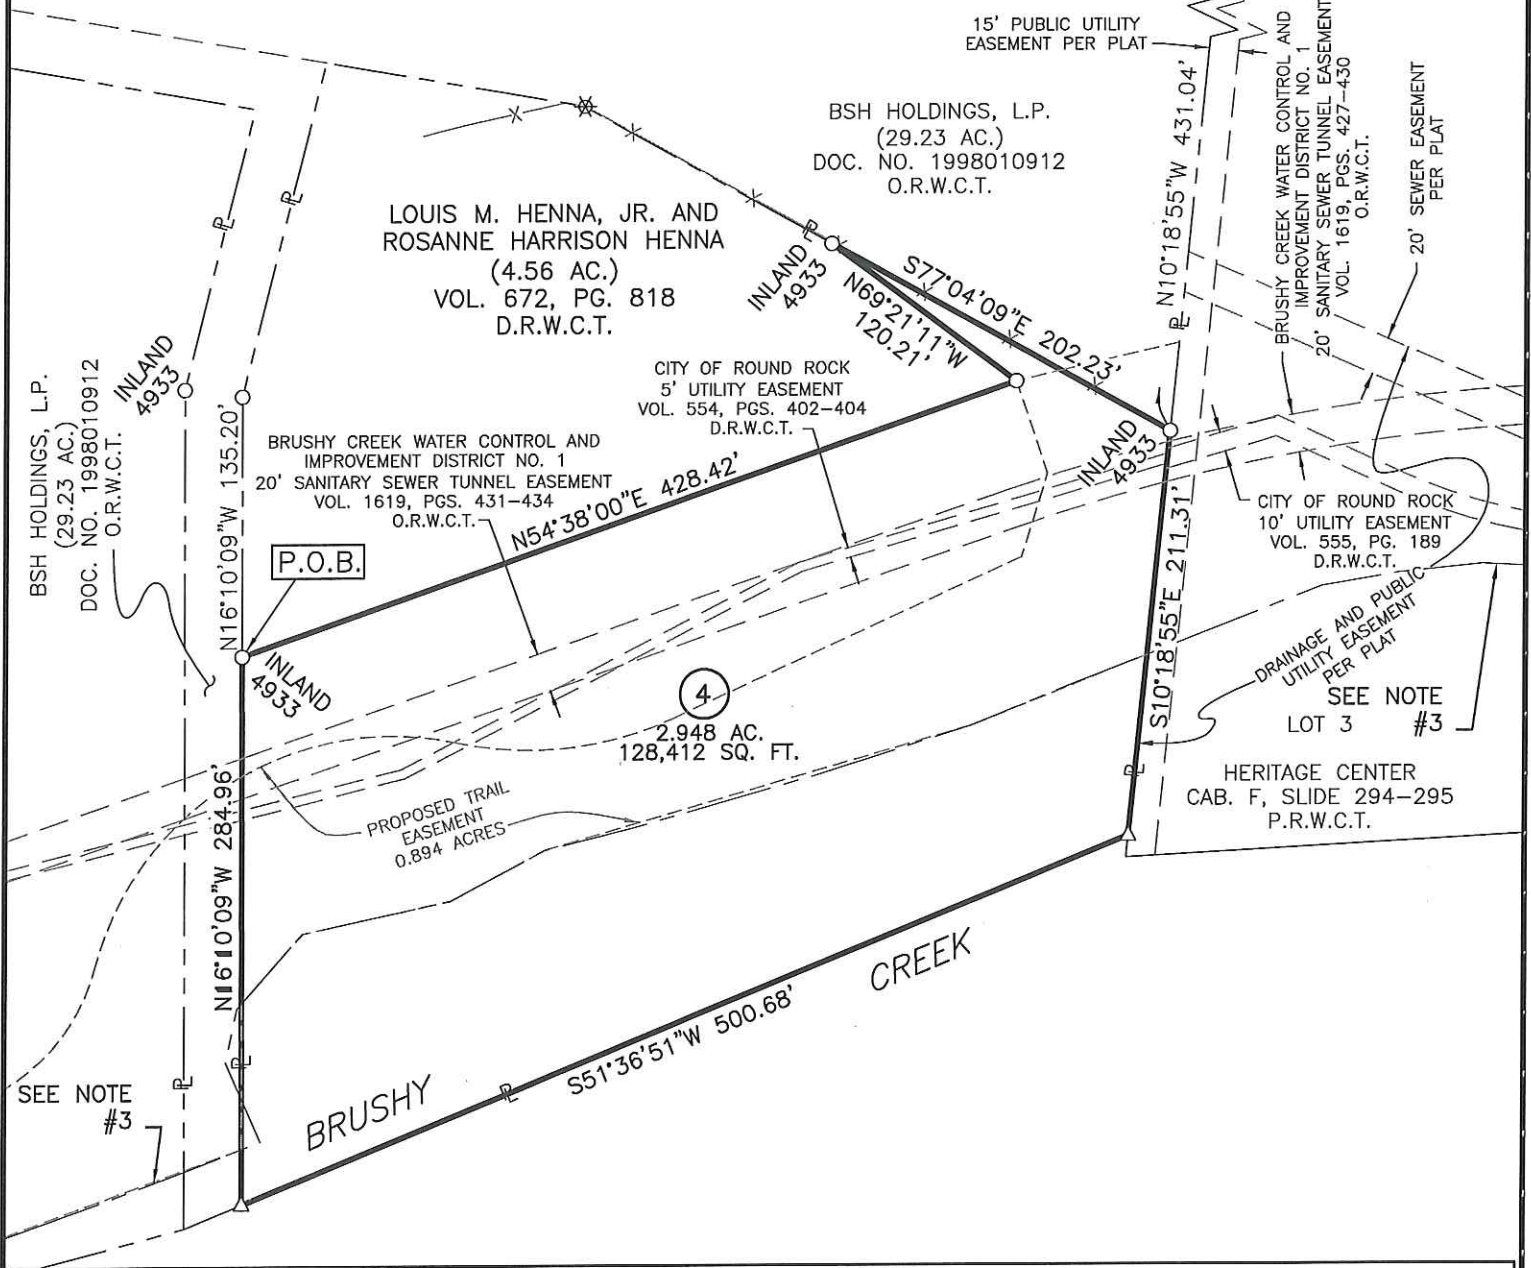 15' PUBLIC UTILITY
EASEMENT PER PLAT
BRUSHY CREEK WATER CONTROL AND
IMPROVEMENT DISTRICT NO. 1
20' SANITARY SEWER TUNNEL EASEMENT
VOL. 1619, PGS. 427-430
O.R.W.C.T.
20' SEWER EASEMENT
PER PLAT
N10°18'55"W 431.04'
BSH HOLDINGS, L.P.
(29.23 AC.)
DOC. NO. 1998010912
O.R.W.C.T.
LOUIS M. HENNA, JR. AND
ROSANNE HARRISON HENNA
(4.56 AC.)
VOL. 672, PG. 818
D.R.W.C.T.
INLAND
4933
S77°04'09"E 202.23'
N69°21'11"W
120.21'
CITY OF ROUND ROCK
5' UTILITY EASEMENT
VOL. 554, PGS. 402-404
D.R.W.C.T.
INLAND
4933
BSH HOLDINGS, L.P.
(29.23 AC.)
DOC. NO. 1998010912
O.R.W.C.T.
N16°10'09"W 135.20'
BRUSHY CREEK WATER CONTROL AND
IMPROVEMENT DISTRICT NO. 1
20' SANITARY SEWER TUNNEL EASEMENT
VOL. 1619, PGS. 431-434
O.R.W.C.T.
N54°38'00"E 428.42'
INLAND
4933
CITY OF ROUND ROCK
10' UTILITY EASEMENT
VOL. 555, PG. 189
D.R.W.C.T.
P.O.B.
INLAND
4933
S10°18'55"E 211.31'
DRAINAGE AND PUBLIC
UTILITY EASEMENT
PER PLAT
SEE NOTE
#3
LOT 3
4
2.948 AC.
128,412 SQ. FT.
HERITAGE CENTER
CAB. F, SLIDE 294-295
P.R.W.C.T.
PROPOSED TRAIL
EASEMENT
0.894 ACRES
N16°10'09"W 284.96'
BRUSHY CREEK
S51°36'51"W 500.68'
SEE NOTE
#3
PL
PL
PL
PL
PL
PL
PL
PL